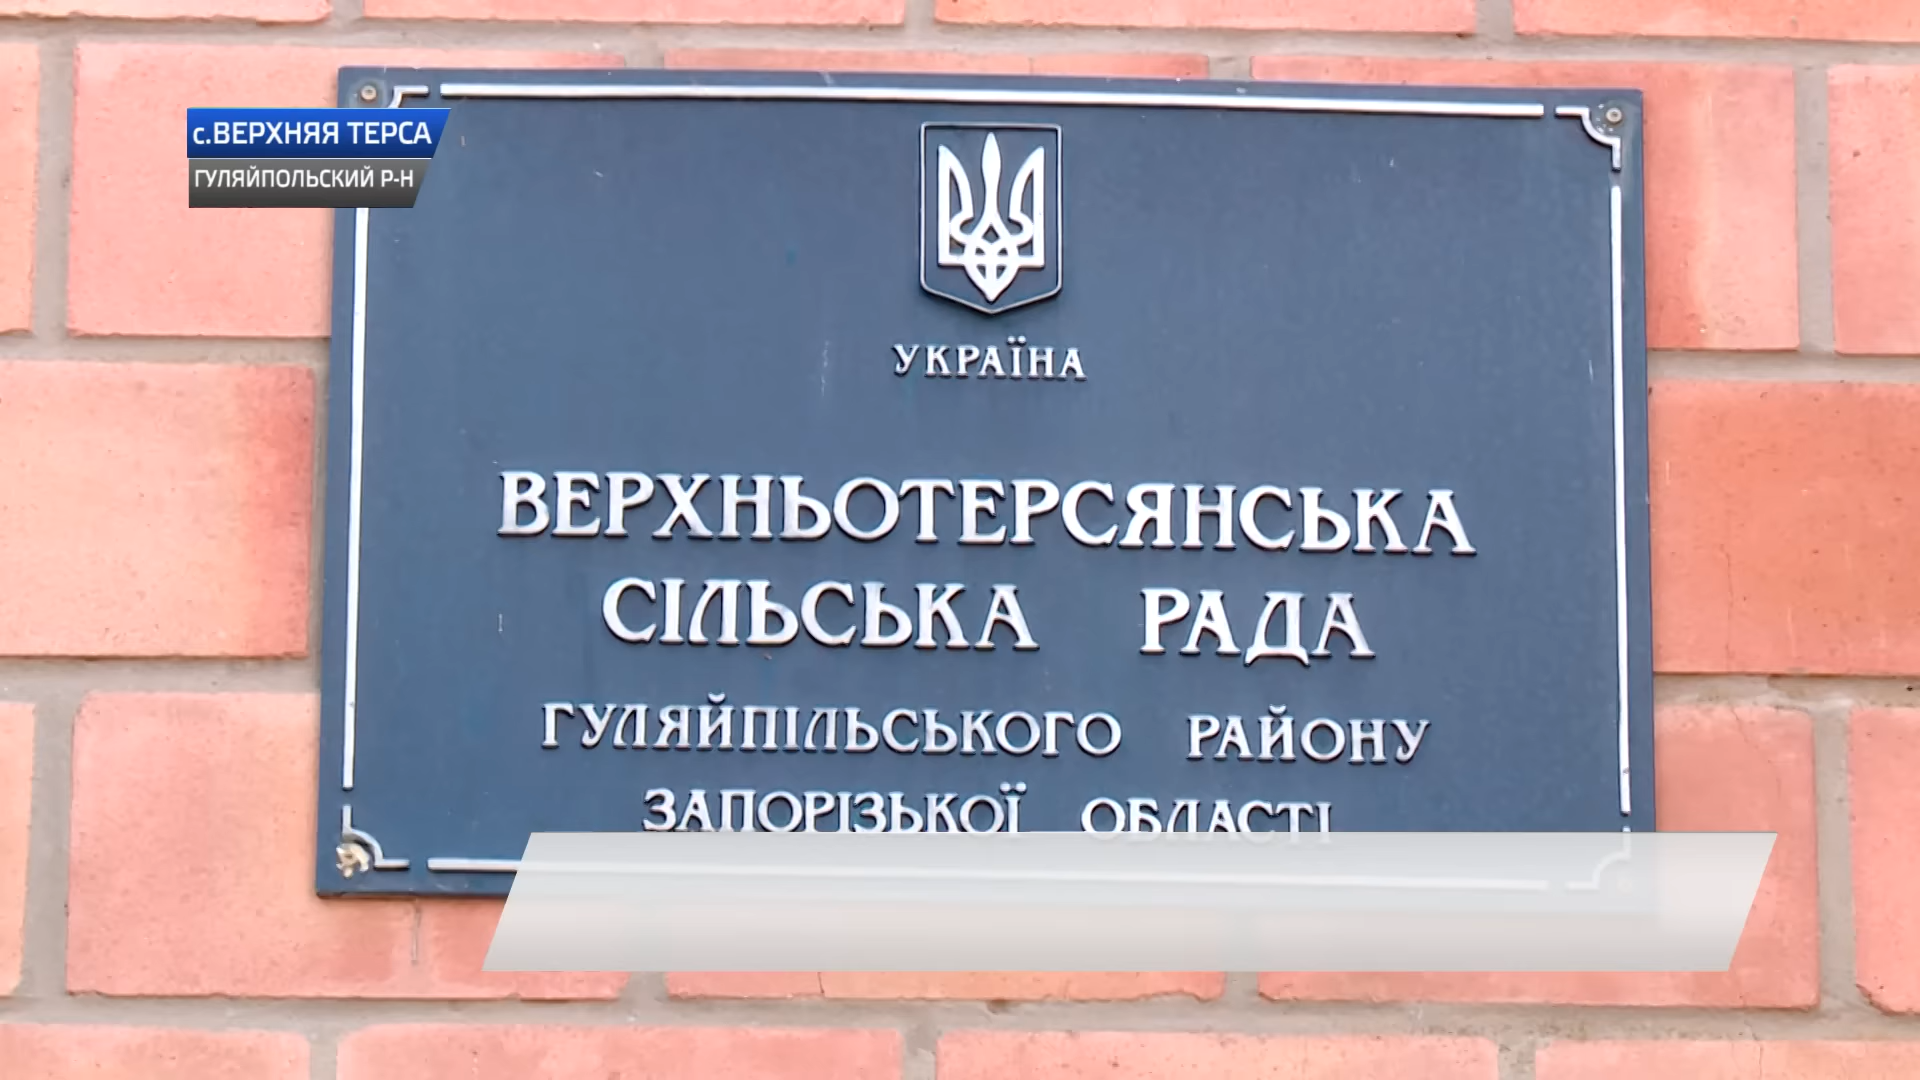 с.ВЕРХНЯЯ ТЕРСА
ГУЛЯЙПОЛЬСКИЙ Р-Н
УКРАЇНА
ВЕРХНЬОТЕРСЯНСЬКА
СІЛЬСЬКА РАДА
ГУЛЯЙПІЛЬСЬКОГО РАЙОНУ
ЗАПОРІЗЬКОЇ ОБЛАСТІ